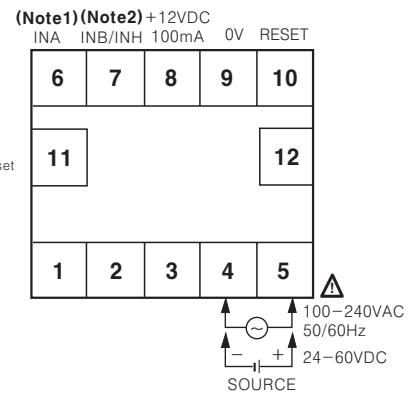 (Note1) (Note2) +12VDC
INA INB/INH 100mA 0V RESET
6 7 8 9 10
11 12
set
1 2 3 4 5
100-240VAC
50/60Hz
- + 24-60VDC
SOURCE